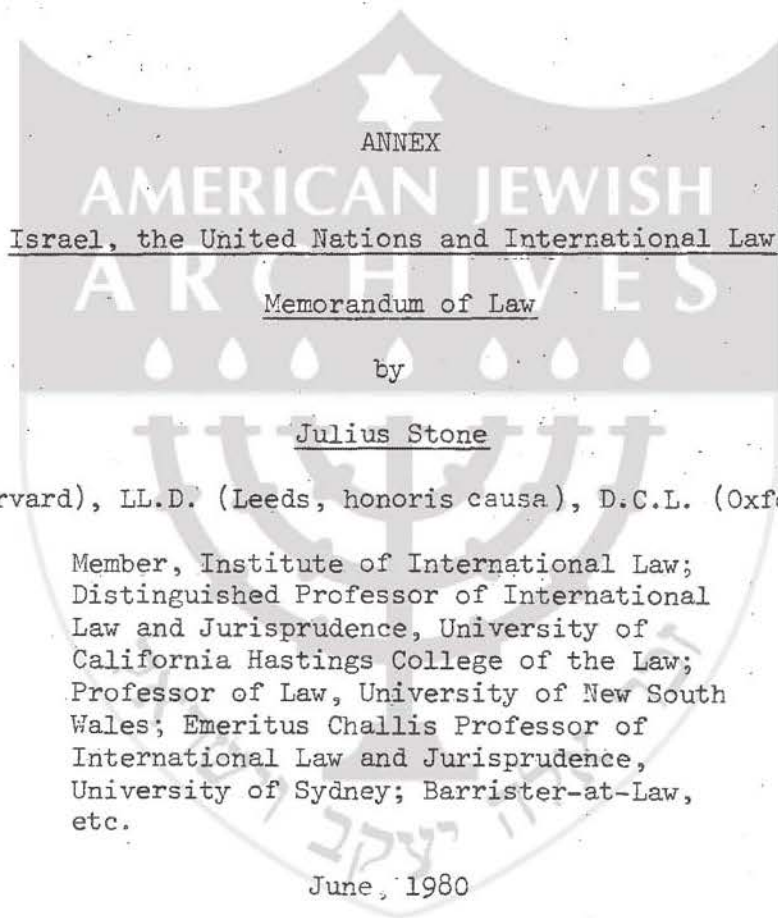 ANNEX
AMERICAN JEWISH
Israel, the United Nations and International Law
ARCHIVES
Memorandum of Law
by
Julius Stone
LL.D. (Leeds, honoris causa), D.C.L.
Member, Institute of International Law;
Distinguished Professor of International
Law and Jurisprudence, University of
California Hastings College of the Law;
Professor of Law, University of New South
Wales; Emeritus Challis Professor of
International Law and Jurisprudence,
University of Sydney; Barrister-at-Law,
etc.
יעקב
June, 1980